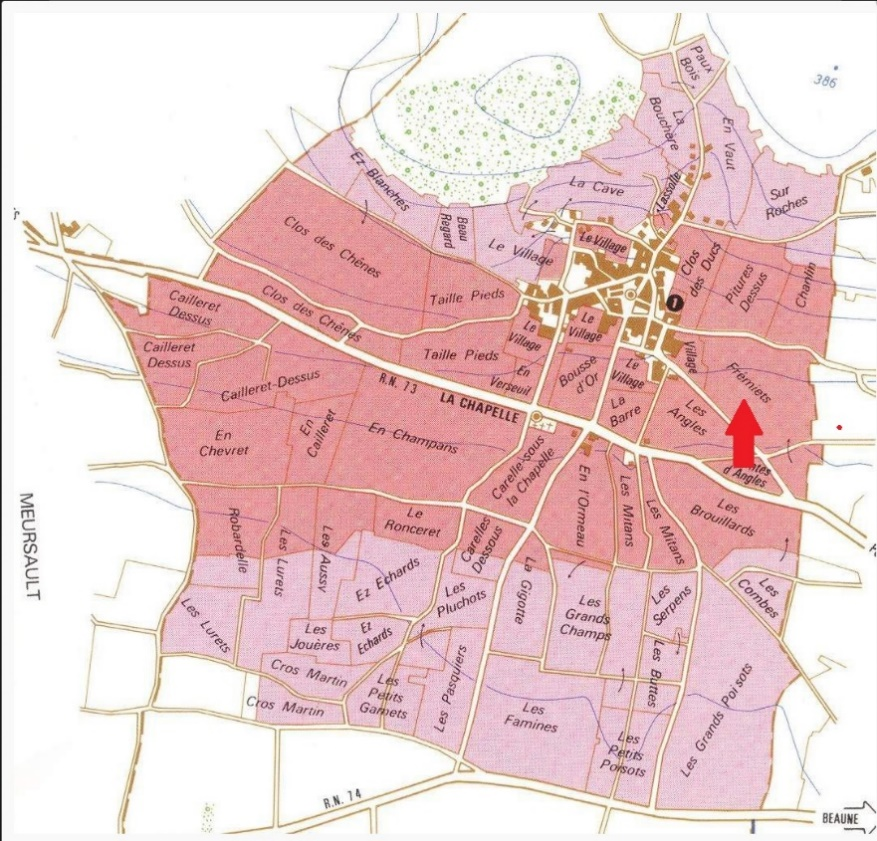 Paux
Bois
386
La
Bouchère
En Vaut
Ez Blanches
La Cave
Lassolle
Sur
Roches
Beau
Regard
Le Village
Le Village
Clos des Chênes
Clos
des Ducs
Pitures
Dessus
Chanlin
Taille Pieds
Cailleret
Dessus
Clos des Chênes
Le
Village
Le
Village
Village
Frémiets
Cailleret
Dessus
Taille Pieds
En
Verseuil
Bousse
d'Or
Le
Village
Cailleret-Dessus
R.N. 73
LA CHAPELLE
La
Barre
Les
Angles
En
Chevret
En
Cailleret
En Champans
Carelle-sous
la Chapelle
En l'Ormeau
Les Mitans
Les Mitans
d'Angles
Les
Brouillards
MEURSAULT
Robardelle
Les Lurets
Les Aussy
Le
Ronceret
Carelles
Dessous
Ez Echards
Les
Pluchots
La Gigotte
Les
Grands
Champs
Les
Serpens
Les
Combes
Les Lurets
Les
Jouères
Ez
Echards
Cros Martin
Cros Martin
Les
Petits
Gamets
Les Pasquiers
Les
Famines
Les Buttes
Les
Petits
Poisots
Les Grands Poisots
R.N. 74
BEAUNE